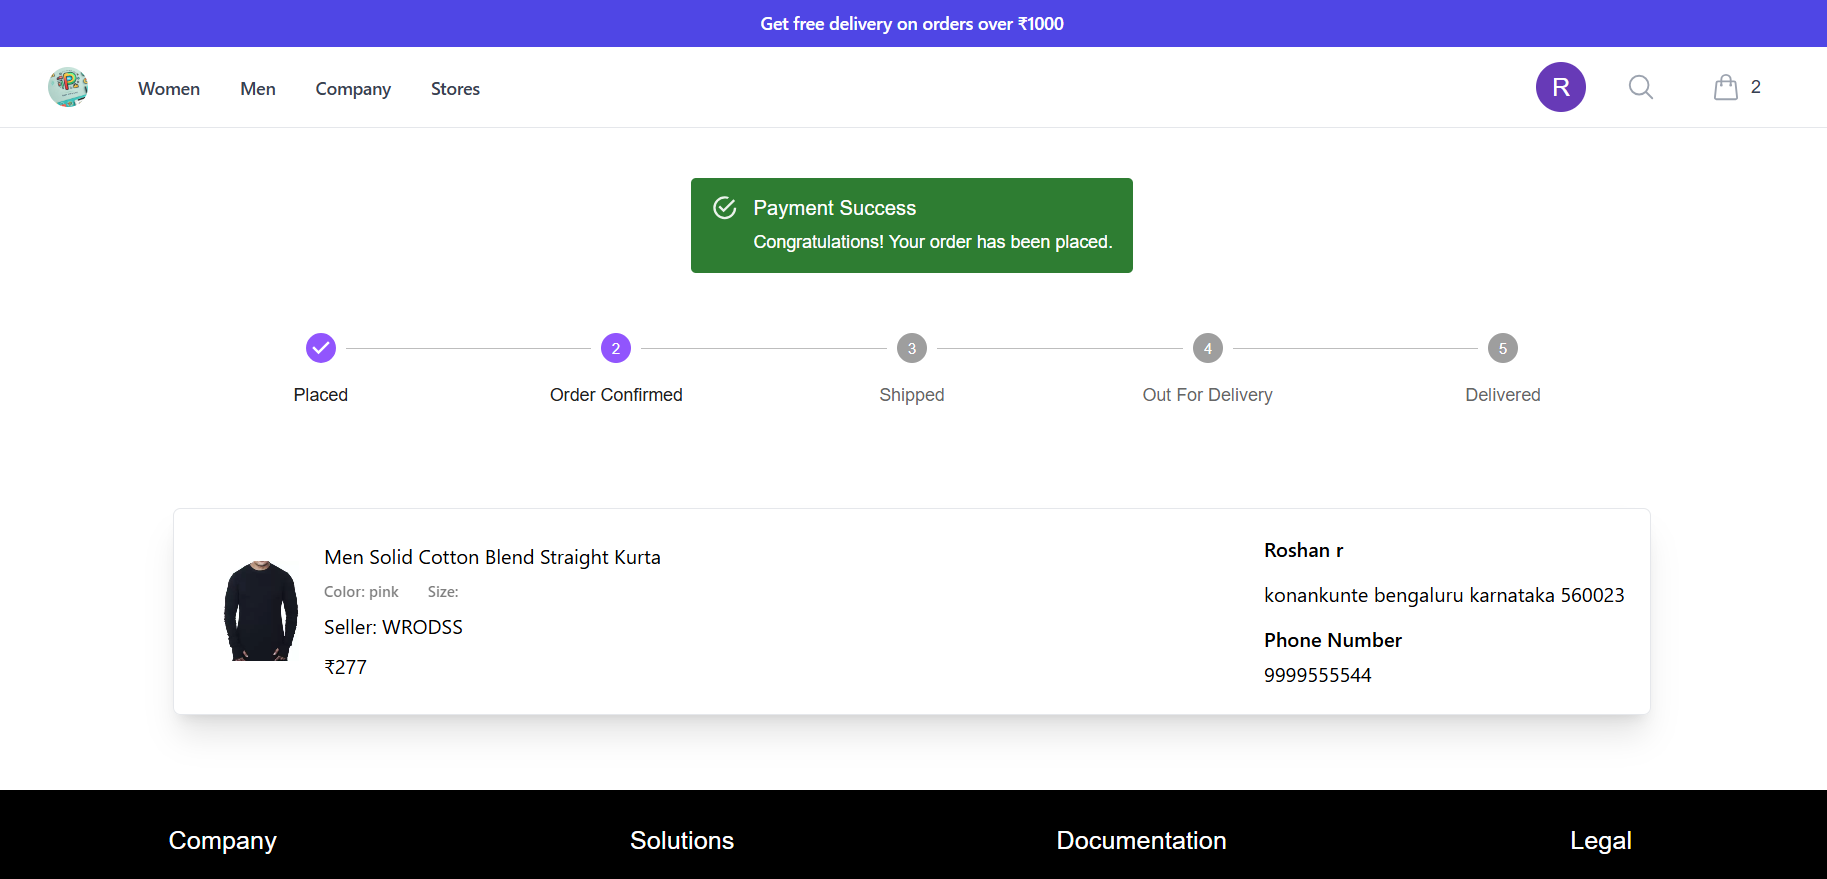 Get free delivery on orders over ₹1000
Women Men Company Stores R 2
Payment Success
Congratulations! Your order has been placed.
2 3 4 5
Placed Order Confirmed Shipped Out For Delivery Delivered
Men Solid Cotton Blend Straight Kurta
Color: pink Size:
Seller: WRODSS
₹277
Roshan r
konankunte bengaluru karnataka 560023
Phone Number
9999555544
Company Solutions Documentation Legal